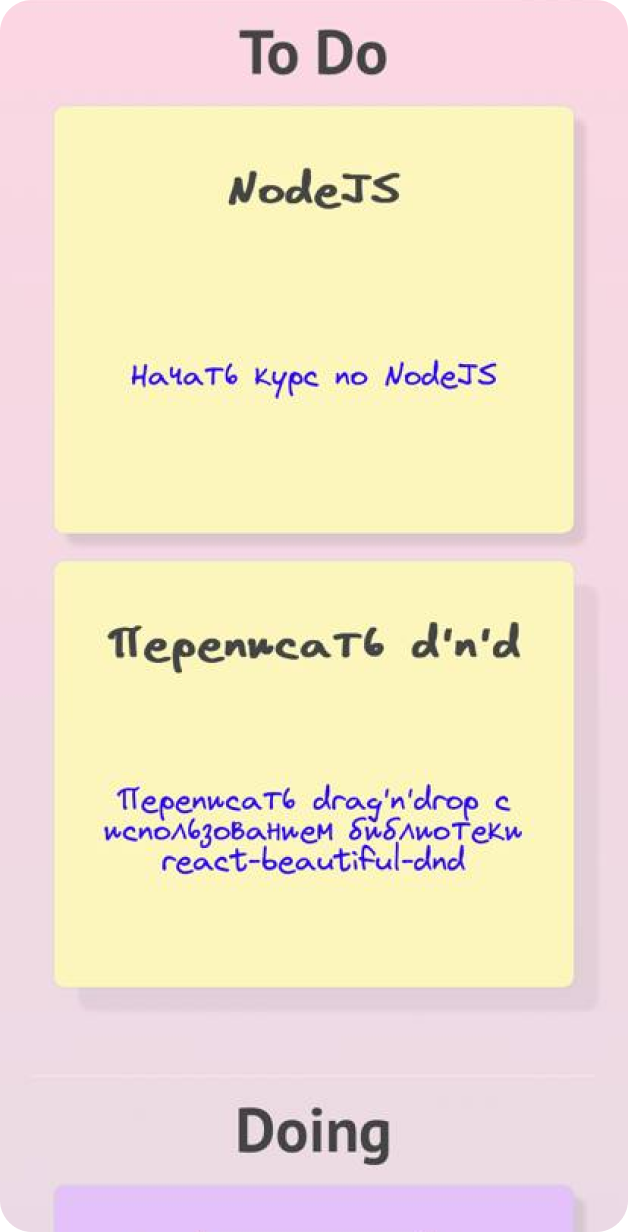 To Do
NodeJS
Начать курс по NodeJS
Переписать d'n'd
Переписать drag'n'drop с
использованием библиотеки
react-beautiful-dnd
Doing